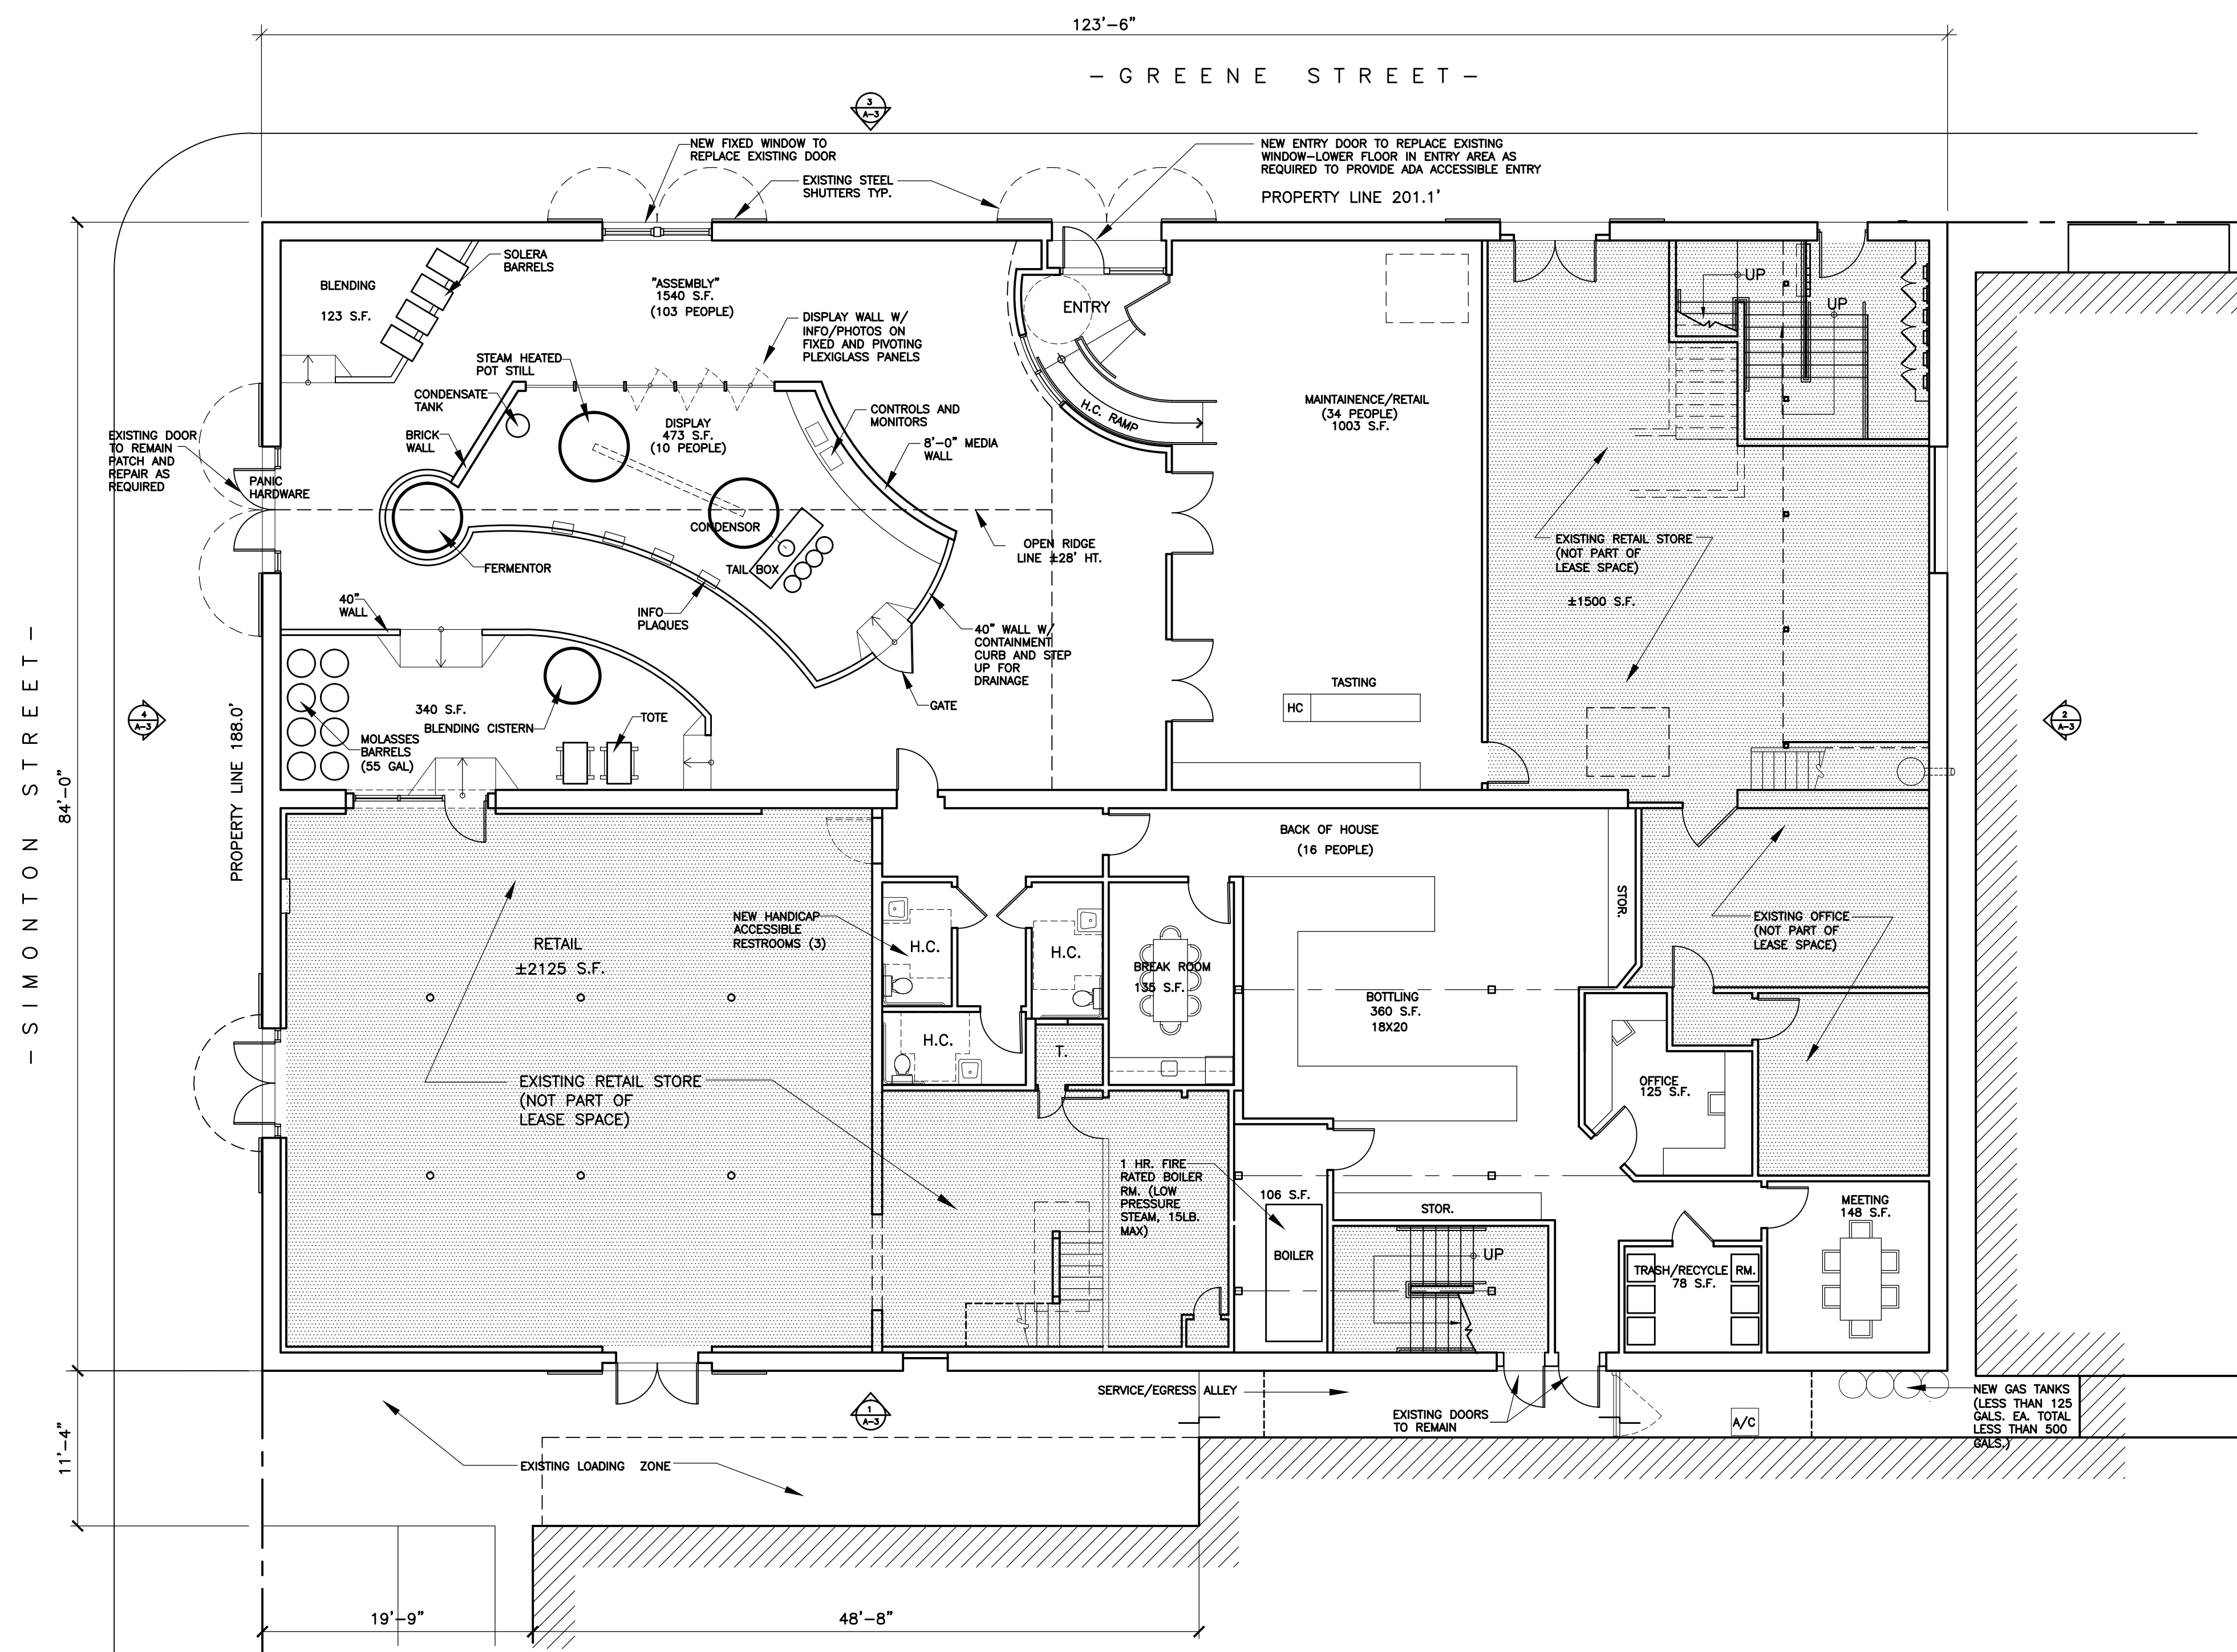 123'-6"
- GREENE STREET -
3
A-3
NEW FIXED WINDOW TO
REPLACE EXISTING DOOR
EXISTING STEEL
SHUTTERS TYP.
NEW ENTRY DOOR TO REPLACE EXISTING
WINDOW-LOWER FLOOR IN ENTRY AREA AS
REQUIRED TO PROVIDE ADA ACCESSIBLE ENTRY
PROPERTY LINE 201.1'
SOLERA
BARRELS
BLENDING
123 S.F.
"ASSEMBLY"
1540 S.F.
(103 PEOPLE)
DISPLAY WALL W/
INFO/PHOTOS ON
FIXED AND PIVOTING
PLEXIGLASS PANELS
ENTRY
H.C. RAMP
UP
UP
STEAM HEATED
POT STILL
CONDENSATE
TANK
BRICK
WALL
DISPLAY
473 S.F.
(10 PEOPLE)
CONTROLS AND
MONITORS
8'-0" MEDIA
WALL
MAINTAINENCE/RETAIL
(34 PEOPLE)
1003 S.F.
EXISTING DOOR
TO REMAIN
PATCH AND
REPAIR AS
REQUIRED
PANIC
HARDWARE
CONDENSOR
OPEN RIDGE
LINE ±28' HT.
FERMENTOR
TAIL BOX
EXISTING RETAIL STORE
(NOT PART OF
LEASE SPACE)
±1500 S.F.
40"
WALL
INFO
PLAQUES
40" WALL W/
CONTAINMENT
CURB AND STEP
UP FOR
DRAINAGE
GATE
TASTING
HC
340 S.F.
BLENDING CISTERN
TOTE
MOLASSES
BARRELS
(55 GAL)
4
A-3
2
A-3
- SIMONTON STREET -
84'-0"
PROPERTY LINE 188.0'
BACK OF HOUSE
(16 PEOPLE)
STOR.
NEW HANDICAP
ACCESSIBLE
RESTROOMS (3)
H.C.
H.C.
H.C.
T.
BREAK ROOM
135 S.F.
RETAIL
±2125 S.F.
EXISTING OFFICE
(NOT PART OF
LEASE SPACE)
BOTTLING
360 S.F.
18X20
OFFICE
125 S.F.
EXISTING RETAIL STORE
(NOT PART OF
LEASE SPACE)
1 HR. FIRE
RATED BOILER
RM. (LOW
PRESSURE
STEAM, 15LB.
MAX)
106 S.F.
BOILER
STOR.
UP
MEETING
148 S.F.
TRASH/RECYCLE RM.
78 S.F.
SERVICE/EGRESS ALLEY
1
A-3
EXISTING DOORS
TO REMAIN
A/C
NEW GAS TANKS
(LESS THAN 125
GALS. EA. TOTAL
LESS THAN 500
GALS.)
EXISTING LOADING ZONE
11'-4"
19'-9"
48'-8"